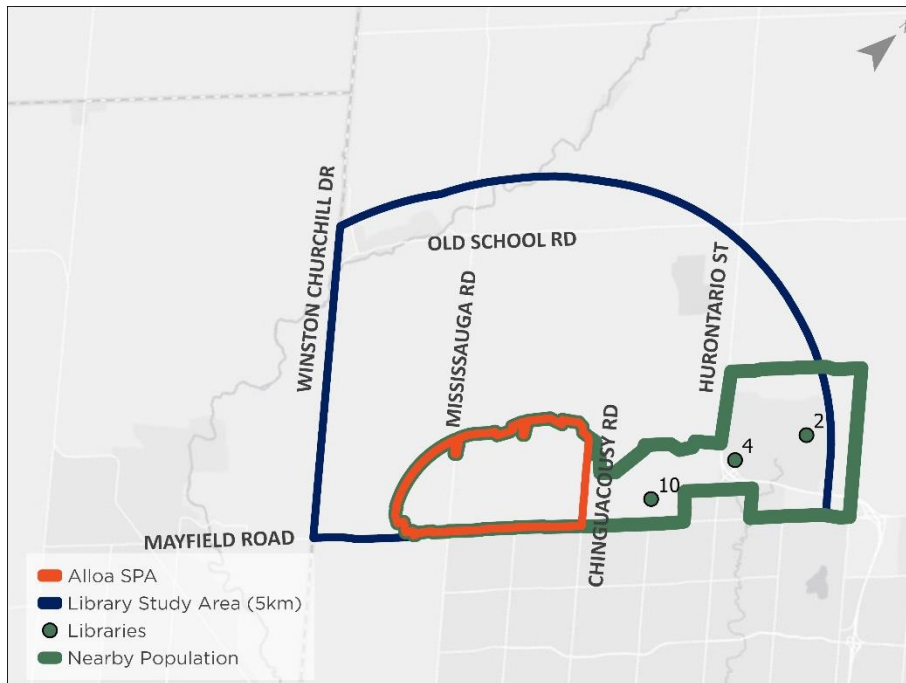 WINSTON CHURCHILL DR
OLD SCHOOL RD
MISSISSAUGA RD
HURONTARIO ST
CHINGUACOUSY RD
2
4
10
MAYFIELD ROAD
Alloa SPA
Library Study Area (5km)
Libraries
Nearby Population